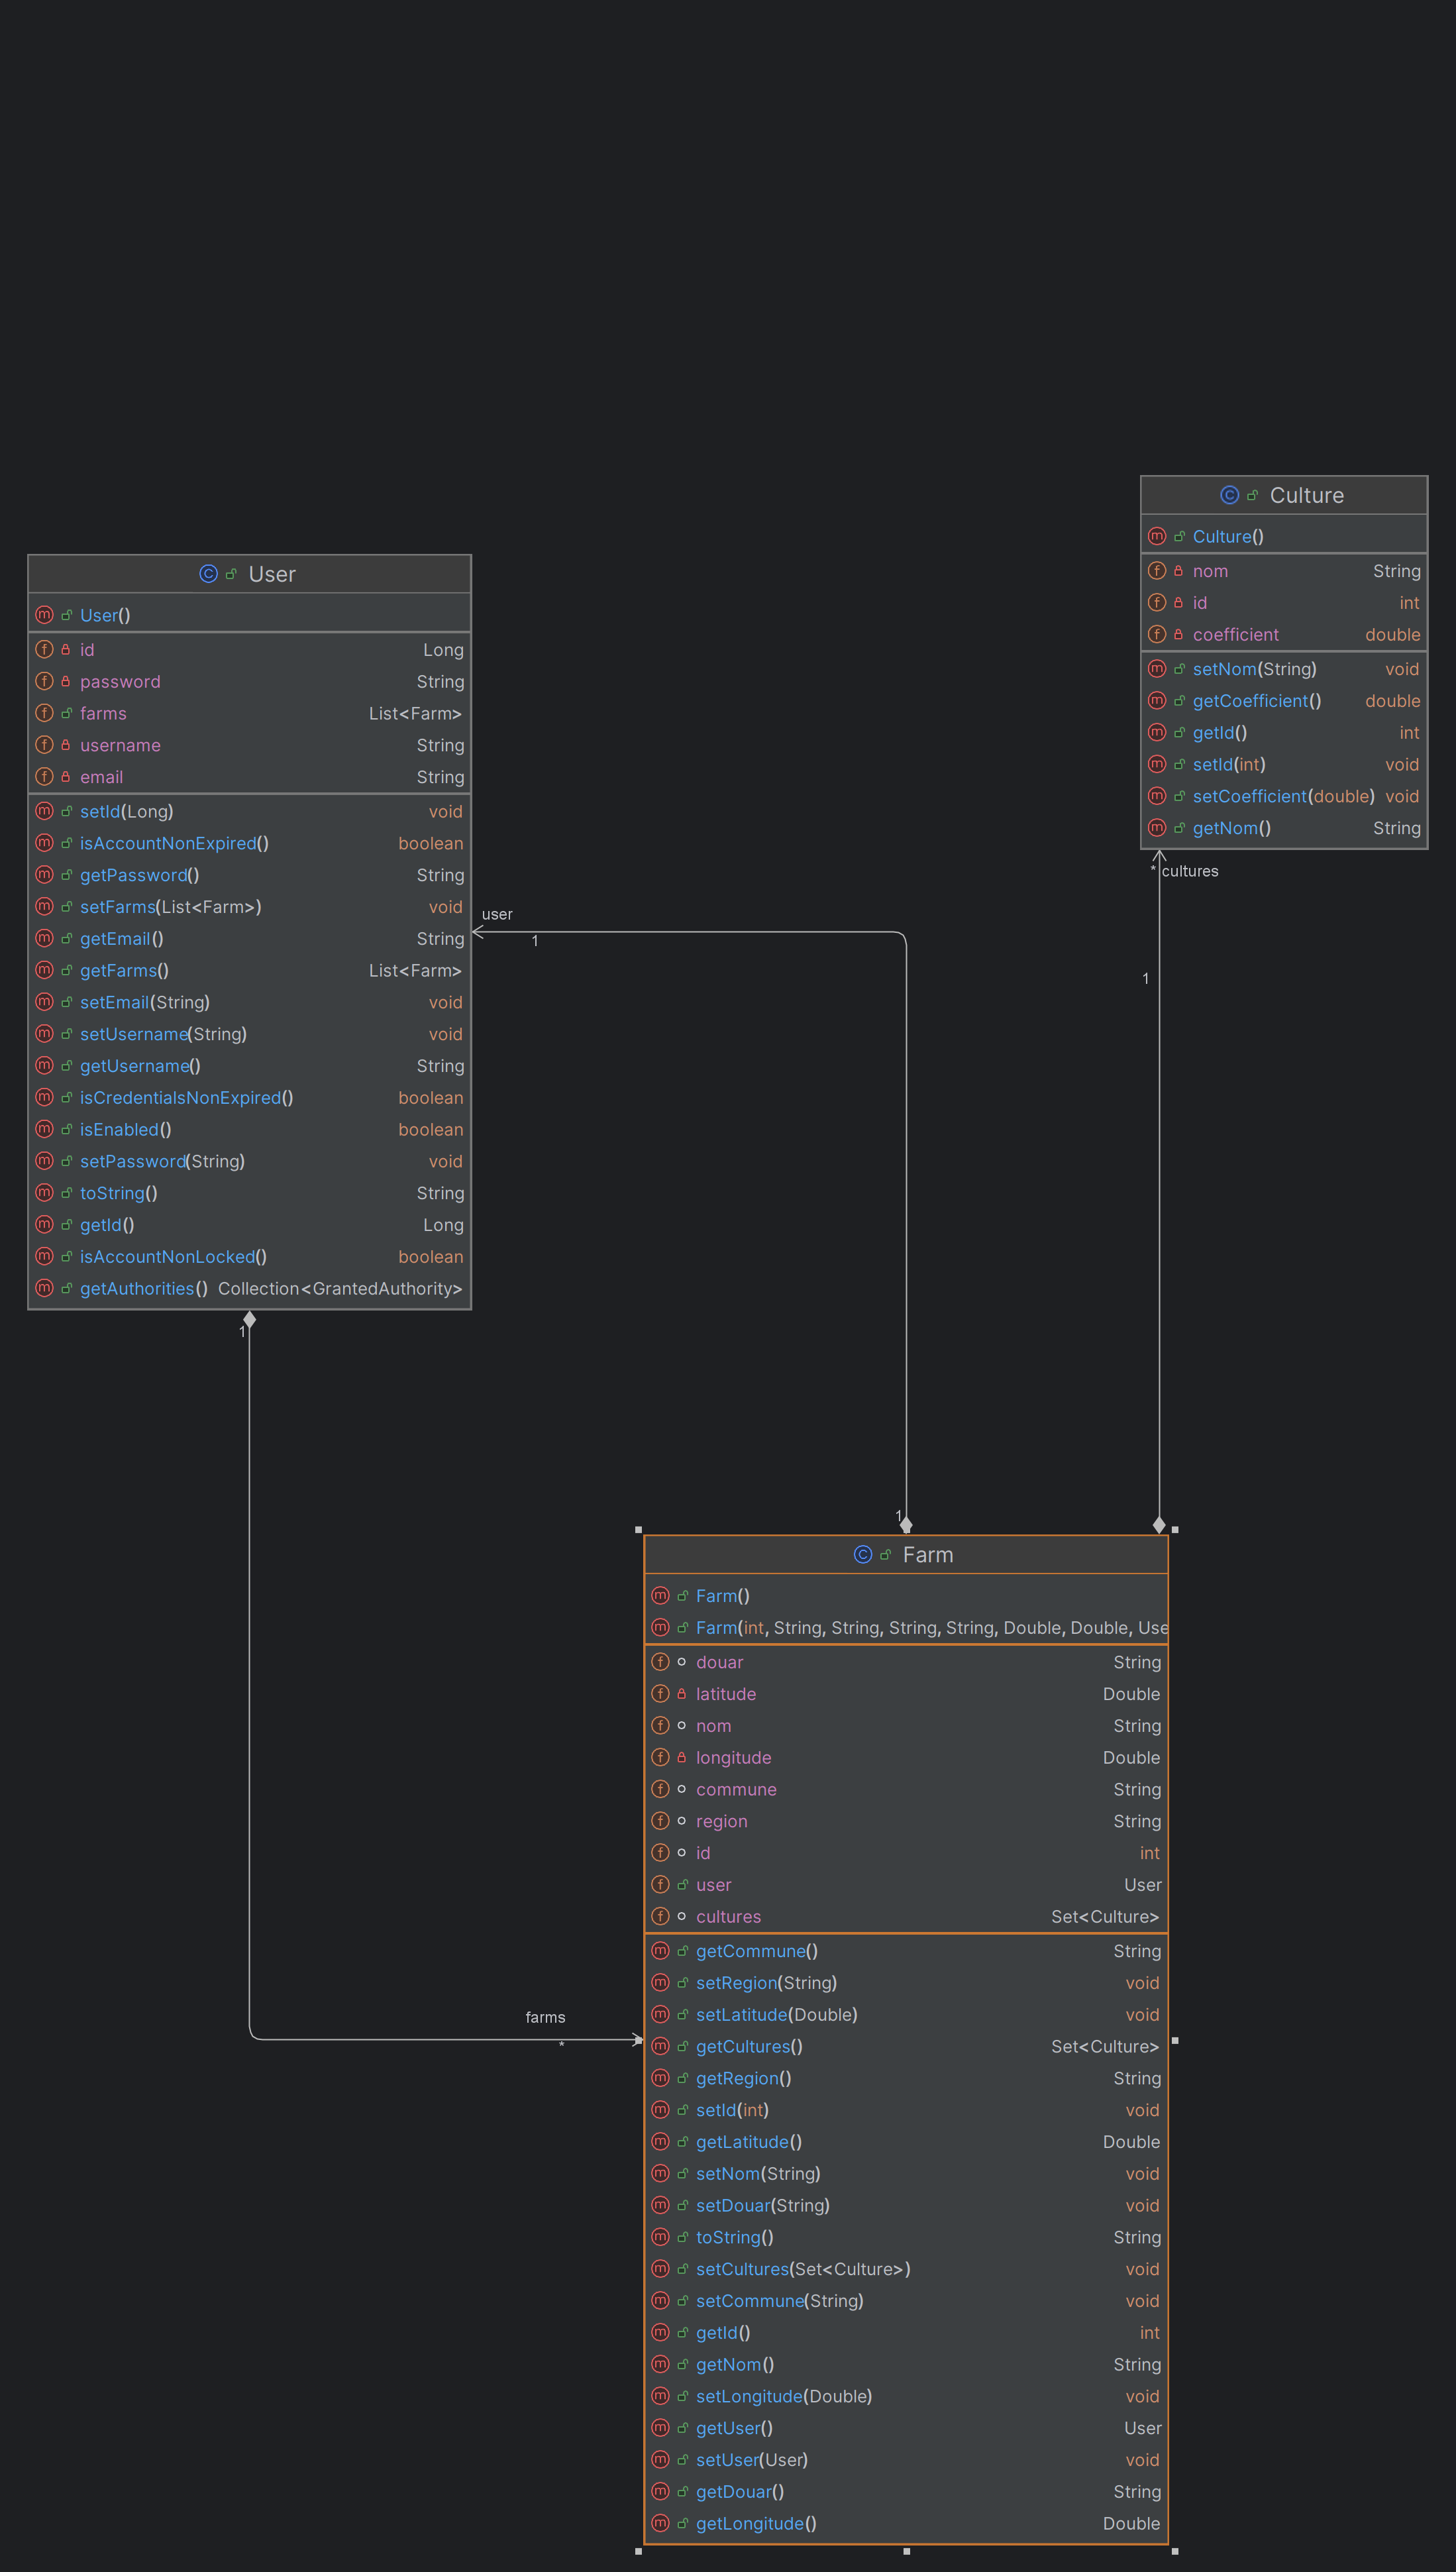 User
User()
id Long
password String
farms List<Farm>
username String
email String
setId(Long) void
isAccountNonExpired() boolean
getPassword() String
setFarms(List<Farm>) void
getEmail() String
getFarms() List<Farm>
setEmail(String) void
setUsername(String) void
getUsername() String
isCredentialsNonExpired() boolean
isEnabled() boolean
setPassword(String) void
toString() String
getId() Long
isAccountNonLocked() boolean
getAuthorities() Collection<GrantedAuthority>
1
user
1
1
Culture
Culture()
nom String
id int
coefficient double
setNom(String) void
getCoefficient() double
getId() int
setId(int) void
setCoefficient(double) void
getNom() String
* cultures
1
farms
*
Farm
Farm()
Farm(int, String, String, String, String, Double, Double, Use
douar String
latitude Double
nom String
longitude Double
commune String
region String
id int
user User
cultures Set<Culture>
getCommune() String
setRegion(String) void
setLatitude(Double) void
getCultures() Set<Culture>
getRegion() String
setId(int) void
getLatitude() Double
setNom(String) void
setDouar(String) void
toString() String
setCultures(Set<Culture>) void
setCommune(String) void
getId() int
getNom() String
setLongitude(Double) void
getUser() User
setUser(User) void
getDouar() String
getLongitude() Double